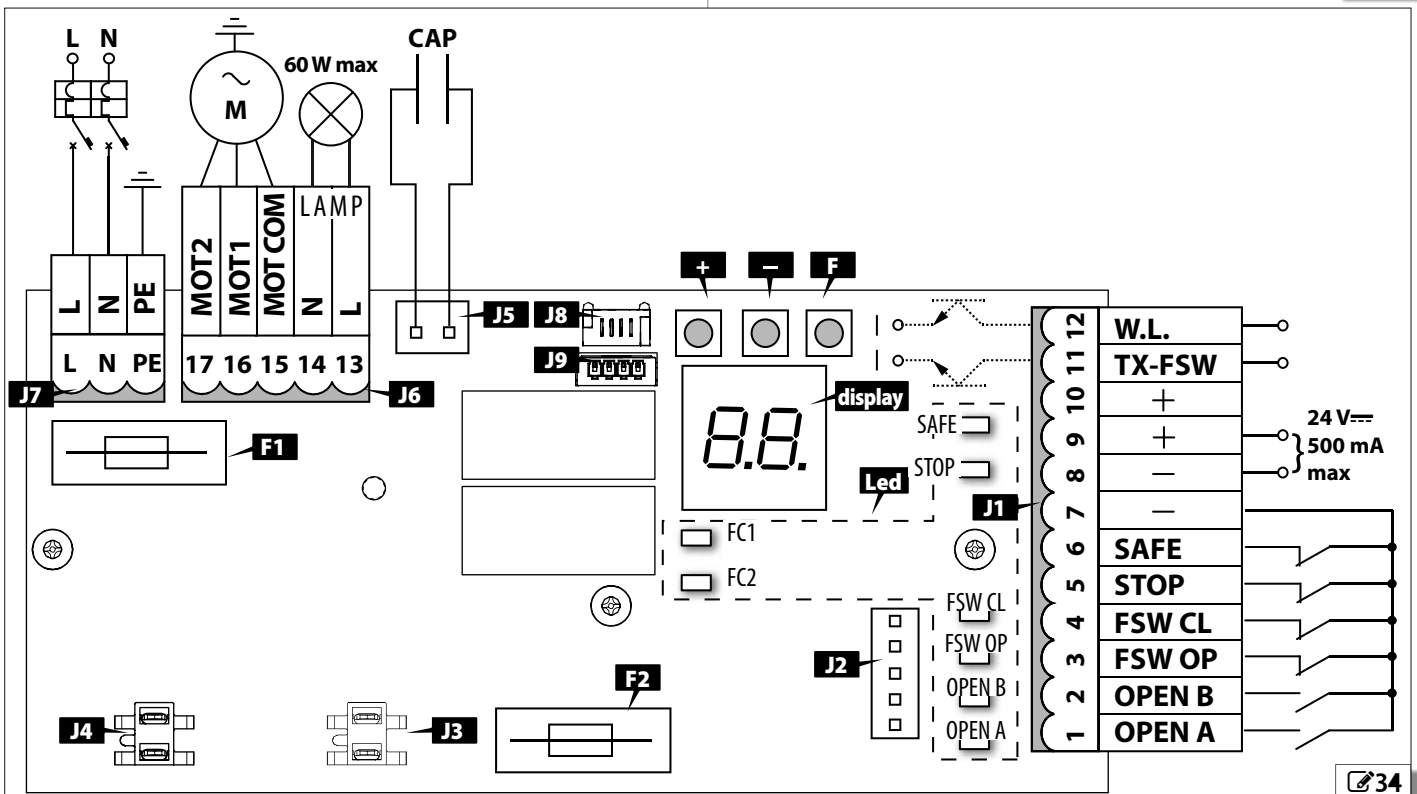 L N
CAP
60 W max
M
L
N
PE
MOT2
MOT1
MOT COM
LAMP
N
L
L N PE
17 16 15 14 13
J7
J6
J5
J8
J9
+
−
F
display
88.
F1
SAFE
STOP
Led
FC1
FC2
FSW CL
FSW OP
OPEN B
OPEN A
J1
J2
F2
J4
J3
12 W.L.
11 TX-FSW
10 +
9 +
8 −
7 −
6 SAFE
5 STOP
4 FSW CL
3 FSW OP
2 OPEN B
1 OPEN A
24 V⎓
500 mA
max
34